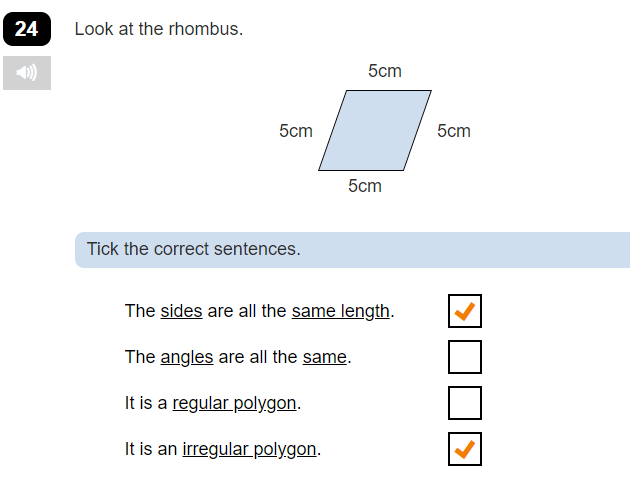 24
Look at the rhombus.
5cm
5cm
5cm
5cm
Tick the correct sentences.
The sides are all the same length.
The angles are all the same.
It is a regular polygon.
It is an irregular polygon.